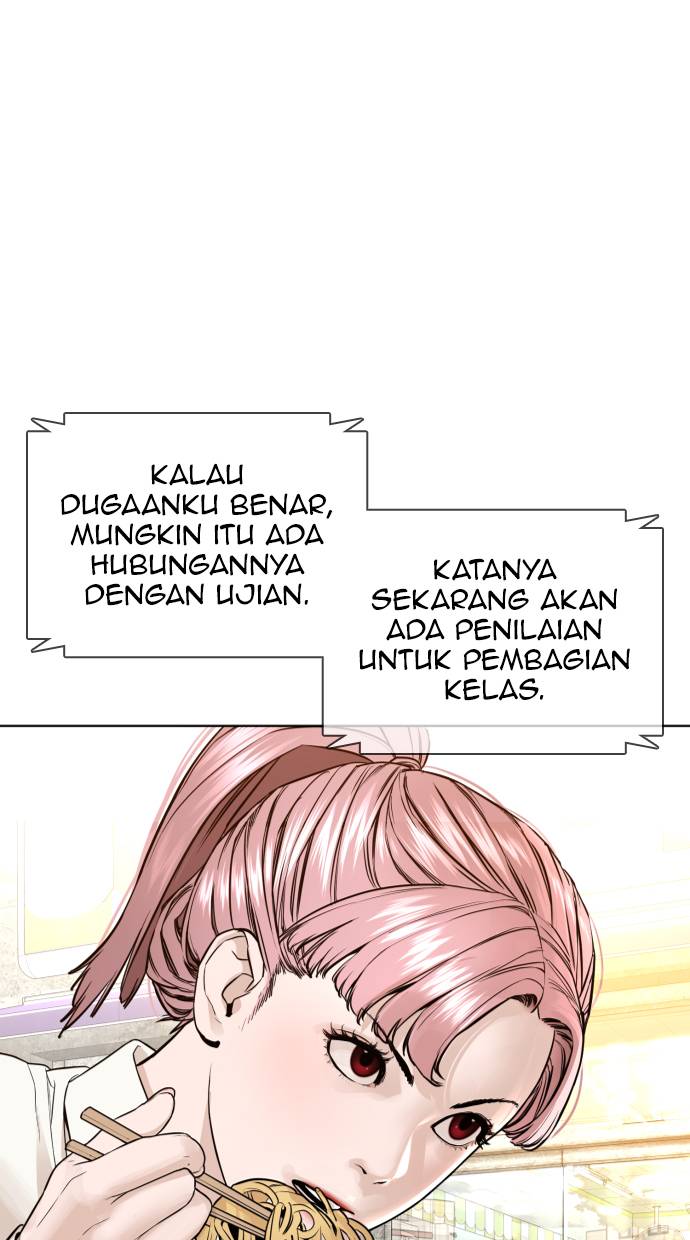 KALAU
DUGAANKU BENAR,
MUNGKIN ITU ADA
HUBUNGANNYA
DENGAN UJIAN.
KATANYA
SEKARANG AKAN
ADA PENILAIAN
UNTUK PEMBAGIAN
KELAS.